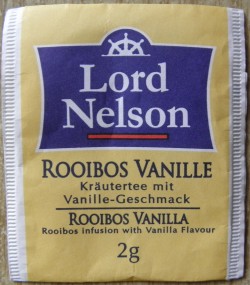 Lord
Nelson
ROOIBOS VANILLE
Kräutertee mit
Vanille-Geschmack
ROOIBOS VANILLA
Rooibos infusion with Vanilla Flavour
2g